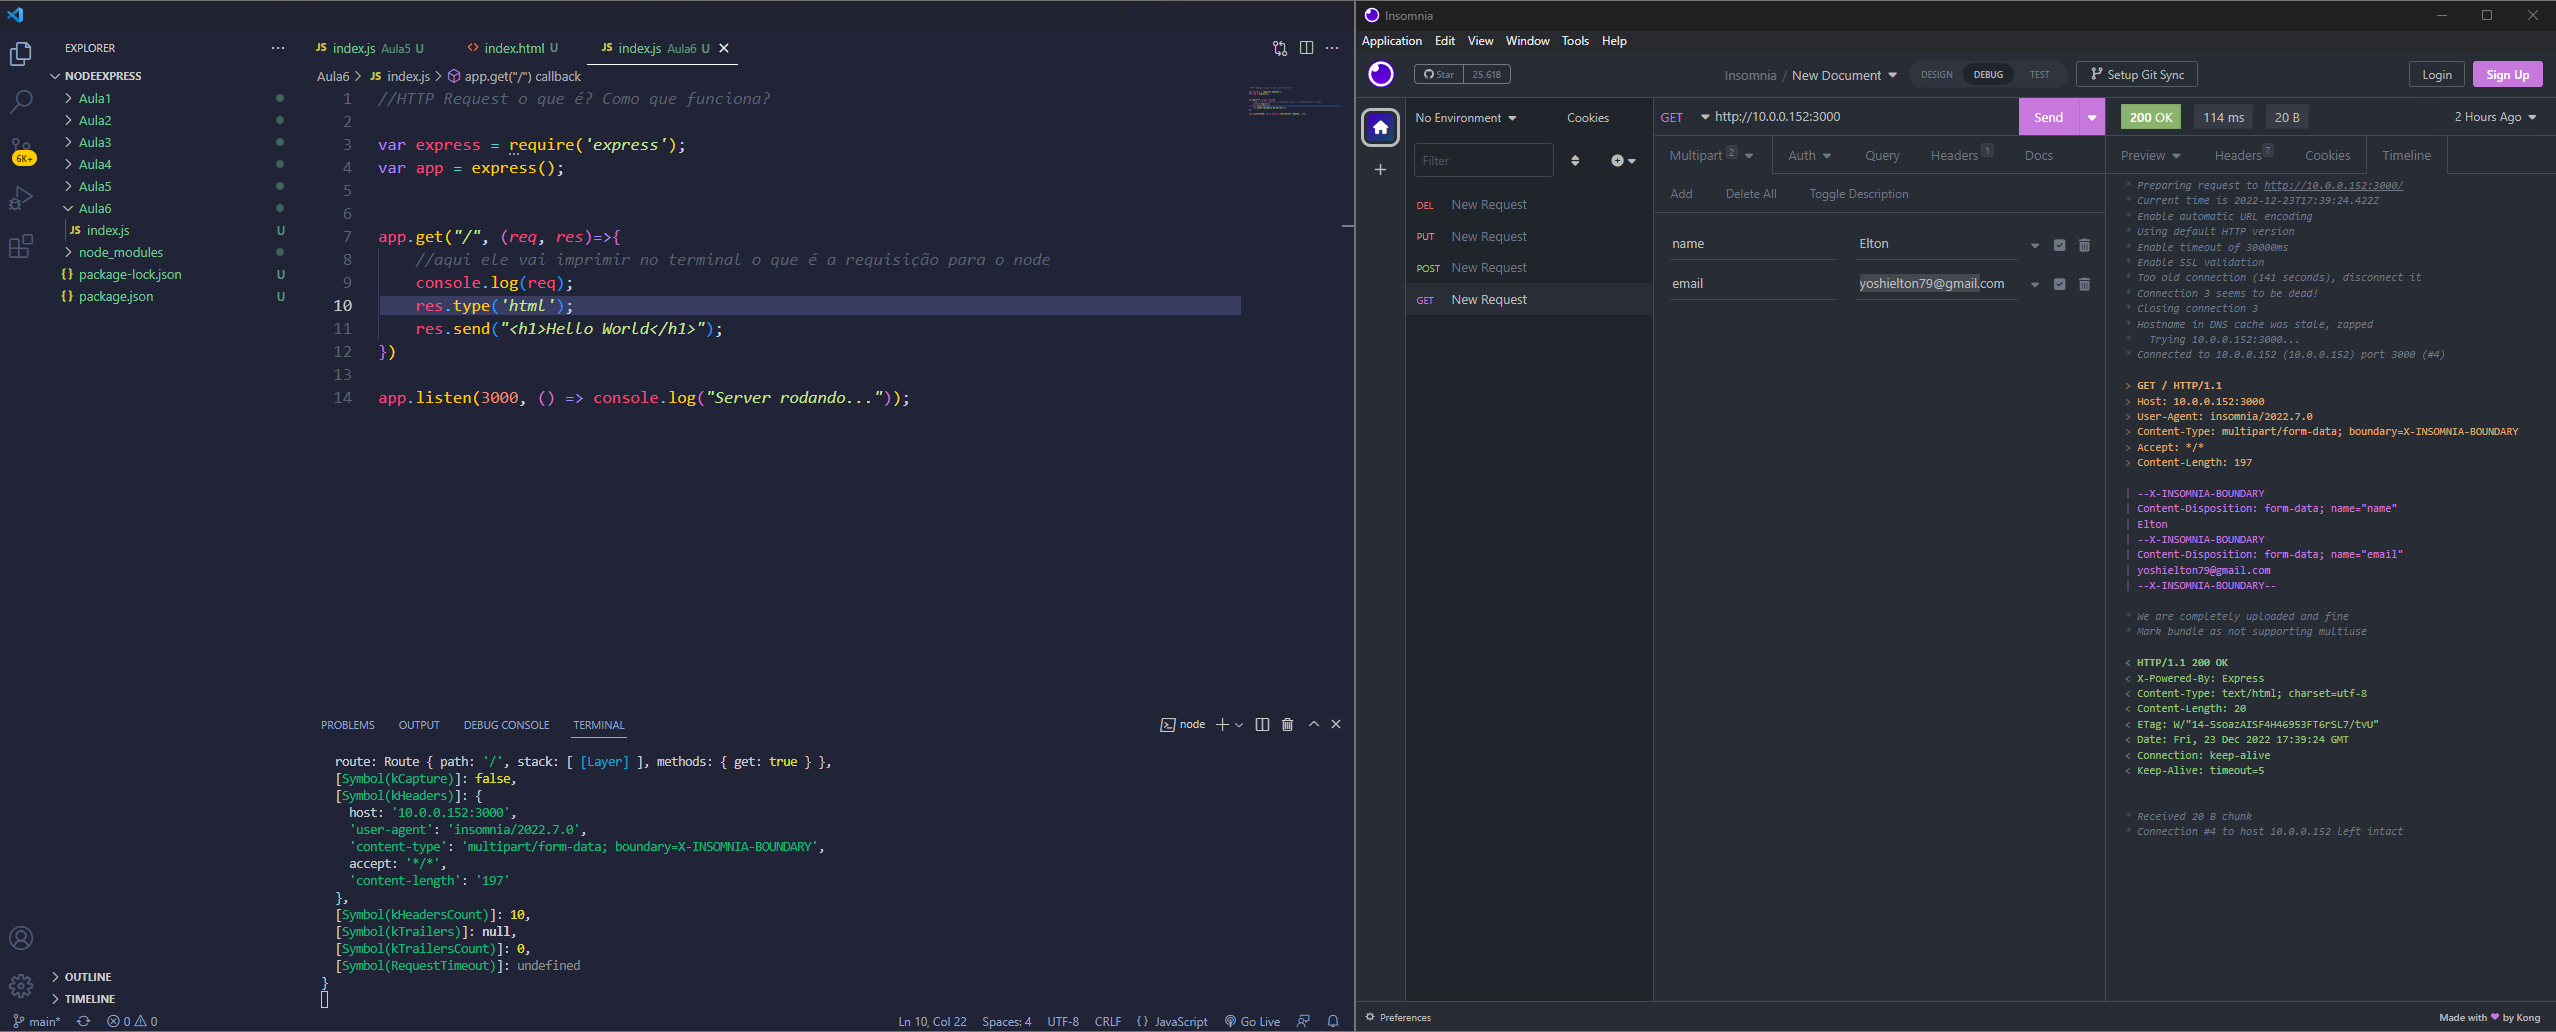 EXPLORER
NODEEXPRESS
Aula1
Aula2
Aula3
Aula4
Aula5
Aula6
JS index.js U
node_modules
{} package-lock.json U
{} package.json U
6K+
OUTLINE
TIMELINE
JS index.js Aula5 U
<> index.html U
JS index.js Aula6 U
Aula6 > JS index.js > app.get("/") callback
1 //HTTP Request o que é? Como que funciona?
2
3 var express = require('express');
4 var app = express();
5
6
7 app.get("/", (req, res)=>{
8 //aqui ele vai imprimir no terminal o que é a requisição para o node
9 console.log(req);
10 res.type('html');
11 res.send("<h1>Hello World</h1>");
12 })
13
14 app.listen(3000, () => console.log("Server rodando..."));
PROBLEMS OUTPUT DEBUG CONSOLE TERMINAL
node
route: Route { path: '/', stack: [ [Layer] ], methods: { get: true } },
[Symbol(kCapture)]: false,
[Symbol(kHeaders)]: {
host: '10.0.0.152:3000',
'user-agent': 'insomnia/2022.7.0',
'content-type': 'multipart/form-data; boundary=X-INSOMNIA-BOUNDARY',
accept: '*/*',
'content-length': '197'
},
[Symbol(kHeadersCount)]: 10,
[Symbol(kTrailers)]: null,
[Symbol(kTrailersCount)]: 0,
[Symbol(RequestTimeout)]: undefined
}
main* 0 0
Ln 10, Col 22 Spaces: 4 UTF-8 CRLF {} JavaScript Go Live
Insomnia
Application Edit View Window Tools Help
Star 25.618
Insomnia / New Document
DESIGN DEBUG TEST
Setup Git Sync
Login
Sign Up
No Environment
Cookies
Filter
DEL New Request
PUT New Request
POST New Request
GET New Request
GET http://10.0.0.152:3000
Send
Multipart 2
Auth
Query
Headers 1
Docs
Add Delete All Toggle Description
name Elton
email yoshielton79@gmail.com
200 OK 114 ms 20 B
2 Hours Ago
Preview Headers 7 Cookies Timeline
* Preparing request to http://10.0.0.152:3000/
* Current time is 2022-12-23T17:39:24.422Z
* Enable automatic URL encoding
* Using default HTTP version
* Enable timeout of 30000ms
* Enable SSL validation
* Too old connection (141 seconds), disconnect it
* Connection 3 seems to be dead!
* Closing connection 3
* Hostname in DNS cache was stale, zapped
* Trying 10.0.0.152:3000...
* Connected to 10.0.0.152 (10.0.0.152) port 3000 (#4)
> GET / HTTP/1.1
> Host: 10.0.0.152:3000
> User-Agent: insomnia/2022.7.0
> Content-Type: multipart/form-data; boundary=X-INSOMNIA-BOUNDARY
> Accept: */*
> Content-Length: 197
| --X-INSOMNIA-BOUNDARY
| Content-Disposition: form-data; name="name"
| Elton
| --X-INSOMNIA-BOUNDARY
| Content-Disposition: form-data; name="email"
| yoshielton79@gmail.com
| --X-INSOMNIA-BOUNDARY--
* We are completely uploaded and fine
* Mark bundle as not supporting multiuse
< HTTP/1.1 200 OK
< X-Powered-By: Express
< Content-Type: text/html; charset=utf-8
< Content-Length: 20
< ETag: W/"14-SsoazAISF4H46953FT6rSL7/tvU"
< Date: Fri, 23 Dec 2022 17:39:24 GMT
< Connection: keep-alive
< Keep-Alive: timeout=5
* Received 20 B chunk
* Connection #4 to host 10.0.0.152 left intact
Preferences
Made with ♥ by Kong